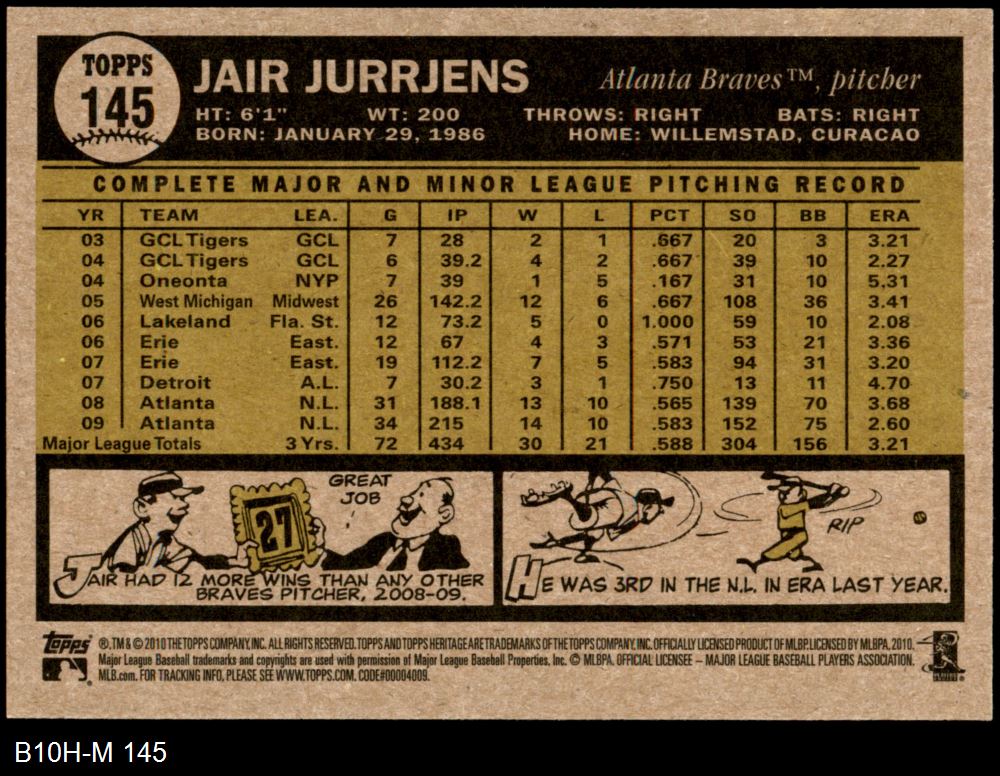 TOPPS
145
JAIR JURRJENS
Atlanta Braves™, pitcher
HT: 6'1" WT: 200 THROWS: RIGHT BATS: RIGHT
BORN: JANUARY 29, 1986 HOME: WILLEMSTAD, CURACAO
COMPLETE MAJOR AND MINOR LEAGUE PITCHING RECORD
YR TEAM LEA. G IP W L PCT SO BB ERA
03 GCL Tigers GCL 7 28 2 1 .667 20 3 3.21
04 GCL Tigers GCL 6 39.2 4 2 .667 39 10 2.27
04 Oneonta NYP 7 39 1 5 .167 31 10 5.31
05 West Michigan Midwest 26 142.2 12 6 .667 108 36 3.41
06 Lakeland Fla. St. 12 73.2 5 0 1.000 59 10 2.08
06 Erie East. 12 67 4 3 .571 53 21 3.36
07 Erie East. 19 112.2 7 5 .583 94 31 3.20
07 Detroit A.L. 7 30.2 3 1 .750 13 11 4.70
08 Atlanta N.L. 31 188.1 13 10 .565 139 70 3.68
09 Atlanta N.L. 34 215 14 10 .583 152 75 2.60
Major League Totals 3 Yrs. 72 434 30 21 .588 304 156 3.21
27
GREAT
JOB
JAIR HAD 12 MORE WINS THAN ANY OTHER
BRAVES PITCHER, 2008-09.
RIP
HE WAS 3RD IN THE N.L. IN ERA LAST YEAR.
Topps ®, TM & © 2010 THE TOPPS COMPANY, INC. ALL RIGHTS RESERVED. TOPPS AND TOPPS HERITAGE ARE TRADEMARKS OF THE TOPPS COMPANY, INC. OFFICIALLY LICENSED PRODUCT OF MLBP. LICENSED BY MLBPA, 2010.
Major League Baseball trademarks and copyrights are used with permission of Major League Baseball Properties, Inc. © MLBPA. OFFICIAL LICENSEE – MAJOR LEAGUE BASEBALL PLAYERS ASSOCIATION.
MLB.com. FOR TRACKING INFO, PLEASE SEE WWW.TOPPS.COM. CODE#00004009.
B10H-M 145